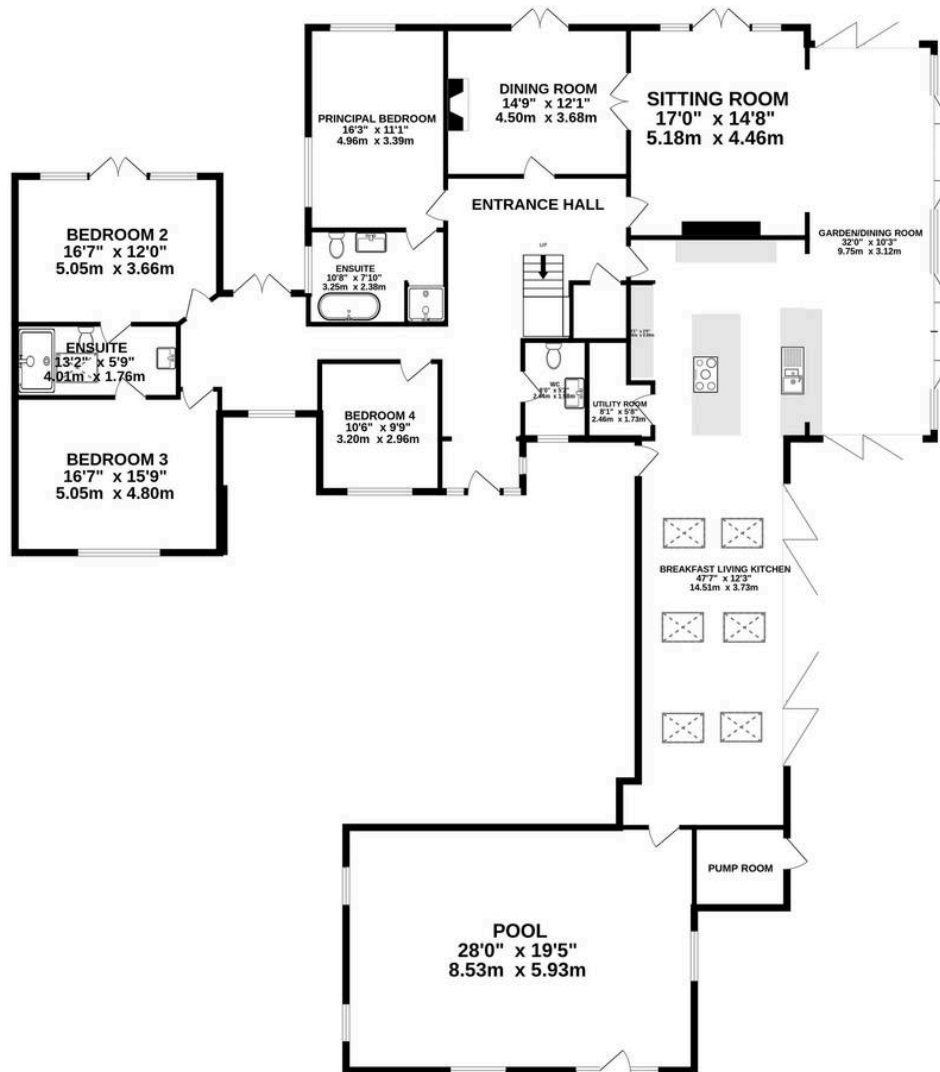 DINING ROOM
14'9" x 12'1"
4.50m x 3.68m
SITTING ROOM
17'0" x 14'8"
5.18m x 4.46m
PRINCIPAL BEDROOM
16'3" x 11'1"
4.96m x 3.39m
ENTRANCE HALL
BEDROOM 2
16'7" x 12'0"
5.05m x 3.66m
GARDEN/DINING ROOM
32'0" x 10'3"
9.75m x 3.12m
UP
ENSUITE
10'8" x 7'10"
3.25m x 2.38m
ENSUITE
13'2" x 5'9"
4.01m x 1.76m
WC
UTILITY ROOM
8'1" x 5'8"
2.46m x 1.73m
BEDROOM 4
10'6" x 9'9"
3.20m x 2.96m
BEDROOM 3
16'7" x 15'9"
5.05m x 4.80m
BREAKFAST LIVING KITCHEN
47'7" x 12'3"
14.51m x 3.73m
PUMP ROOM
POOL
28'0" x 19'5"
8.53m x 5.93m